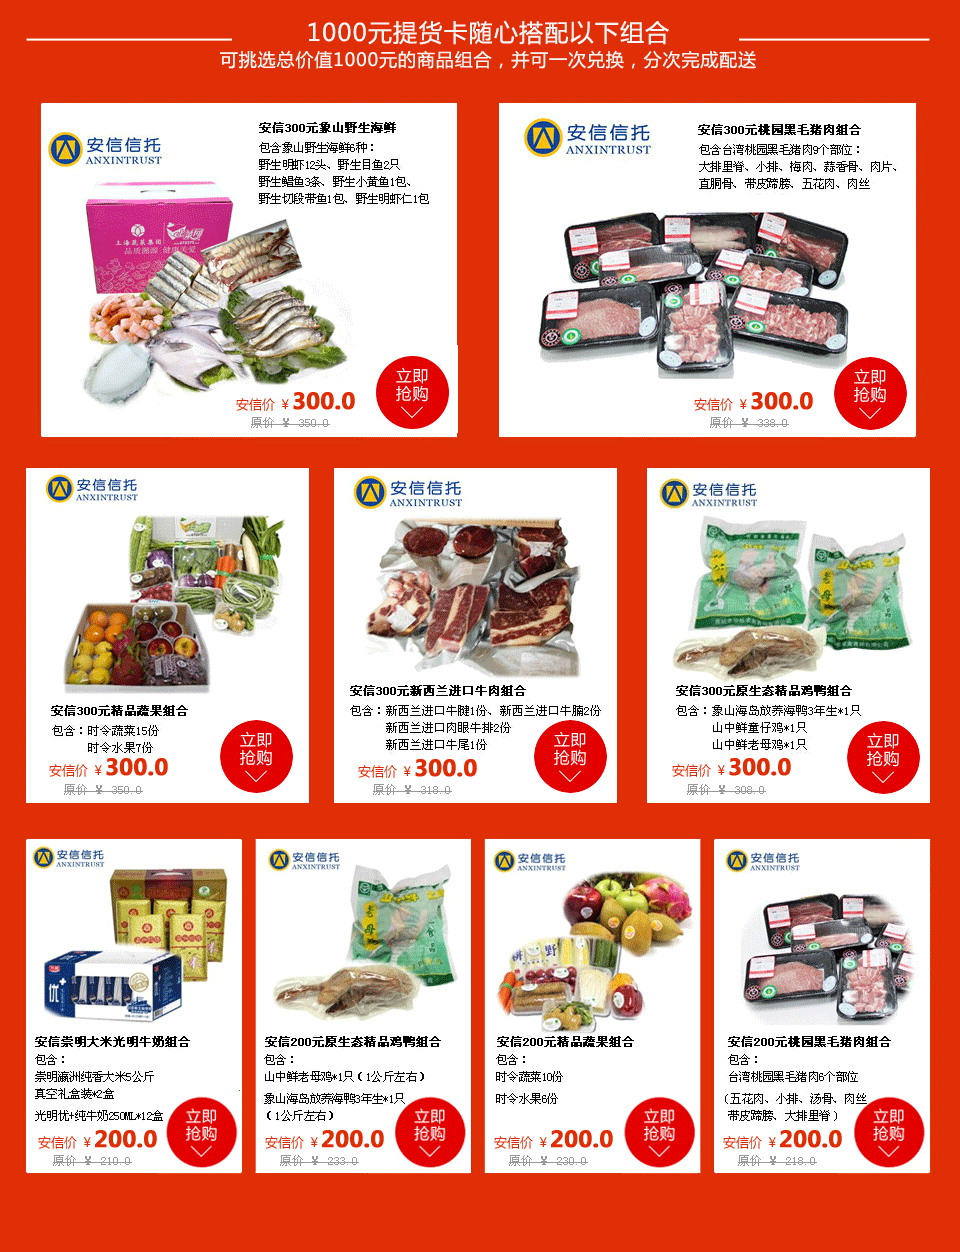 1000元提货卡随心搭配以下组合
可挑选总价值1000元的商品组合，并可一次兑换，分次完成配送
安信信托
ANXINTRUST
安信300元象山野生海鲜
包含象山野生海鲜6种：
野生明虾12头、野生目鱼2只
野生鲳鱼3条、野生小黄鱼1包、
野生切段带鱼1包、野生明虾仁1包
上海蔬菜集团
品质溯源 健康关爱
安信价 ￥300.0
原价 ￥ 350.0
立即
抢购
安信信托
ANXINTRUST
安信300元桃园黑毛猪肉组合
包含台湾桃园黑毛猪肉9个部位：
大排里脊、小排、梅肉、蒜香骨、肉片、
直胴骨、带皮蹄膀、五花肉、肉丝
安信价 ￥300.0
原价 ￥ 338.0
立即
抢购
安信信托
ANXINTRUST
安信300元精品蔬果组合
包含：时令蔬菜15份
时令水果7份
安信价 ￥300.0
原价 ￥ 350.0
立即
抢购
安信信托
ANXINTRUST
安信300元新西兰进口牛肉组合
包含：新西兰进口牛腱1份、新西兰进口牛腩2份
新西兰进口肉眼牛排2份
新西兰进口牛尾1份
安信价 ￥300.0
原价 ￥ 318.0
立即
抢购
安信信托
ANXINTRUST
安信300元原生态精品鸡鸭组合
包含：象山海岛放养海鸭3年生*1只
山中鲜童仔鸡*1只
山中鲜老母鸡*1只
安信价 ￥300.0
原价 ￥ 308.0
立即
抢购
安信信托
ANXINTRUST
优+
安信崇明大米光明牛奶组合
包含：
崇明瀛洲纯香大米5公斤
真空礼盒装*2盒
光明优+纯牛奶250ML*12盒
安信价 ￥200.0
原价 ￥ 210.0
立即
抢购
安信信托
ANXINTRUST
安信200元原生态精品鸡鸭组合
包含：
山中鲜老母鸡*1只（1公斤左右）
象山海岛放养海鸭3年生*1只
（1公斤左右）
安信价 ￥200.0
原价 ￥ 233.0
立即
抢购
安信信托
ANXINTRUST
安信200元精品蔬果组合
包含：
时令蔬菜10份
时令水果6份
安信价 ￥200.0
原价 ￥ 230.0
立即
抢购
安信信托
ANXINTRUST
安信200元桃园黑毛猪肉组合
包含：
台湾桃园黑毛猪肉6个部位
（五花肉、小排、汤骨、肉丝
带皮蹄膀、大排里脊）
安信价 ￥200.0
原价 ￥ 218.0
立即
抢购